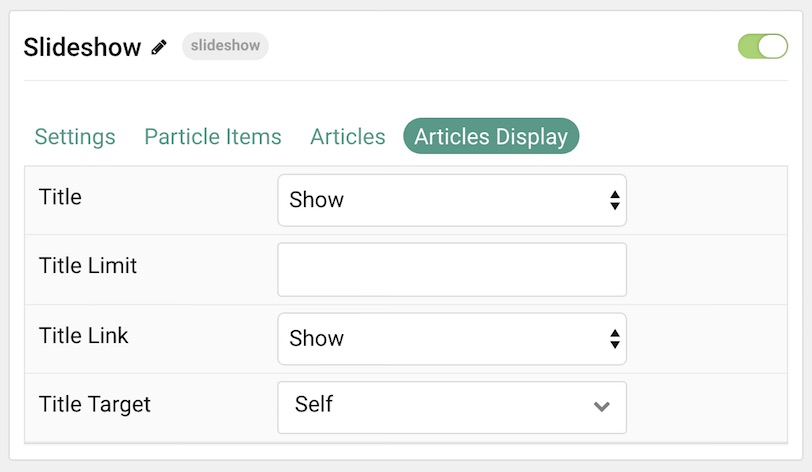 Slideshow slideshow
Settings Particle Items Articles Articles Display
Title Show
Title Limit
Title Link Show
Title Target Self